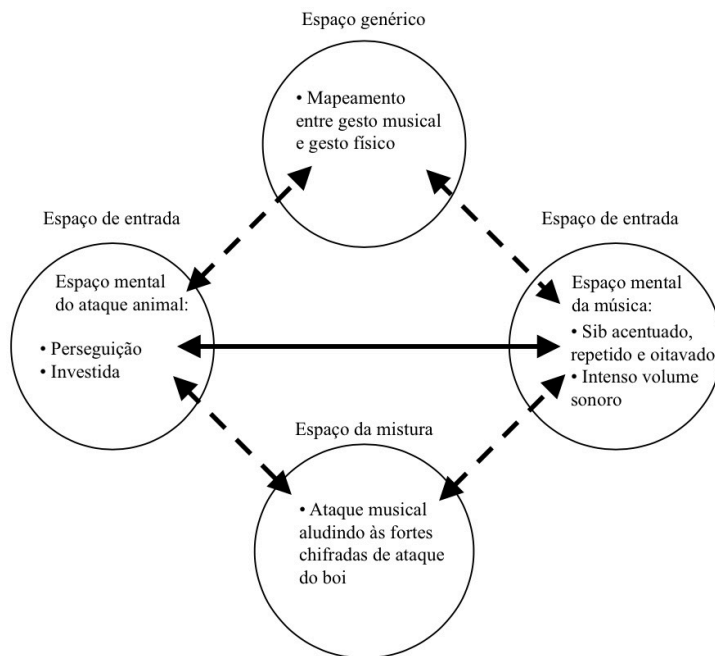 Espaço genérico
• Mapeamento
entre gesto musical
e gesto físico
Espaço de entrada
Espaço mental
do ataque animal:
• Perseguição
• Investida
Espaço de entrada
Espaço mental
da música:
• Sib acentuado,
repetido e oitavado
• Intenso volume
sonoro
Espaço da mistura
• Ataque musical
aludindo às fortes
chifradas de ataque
do boi